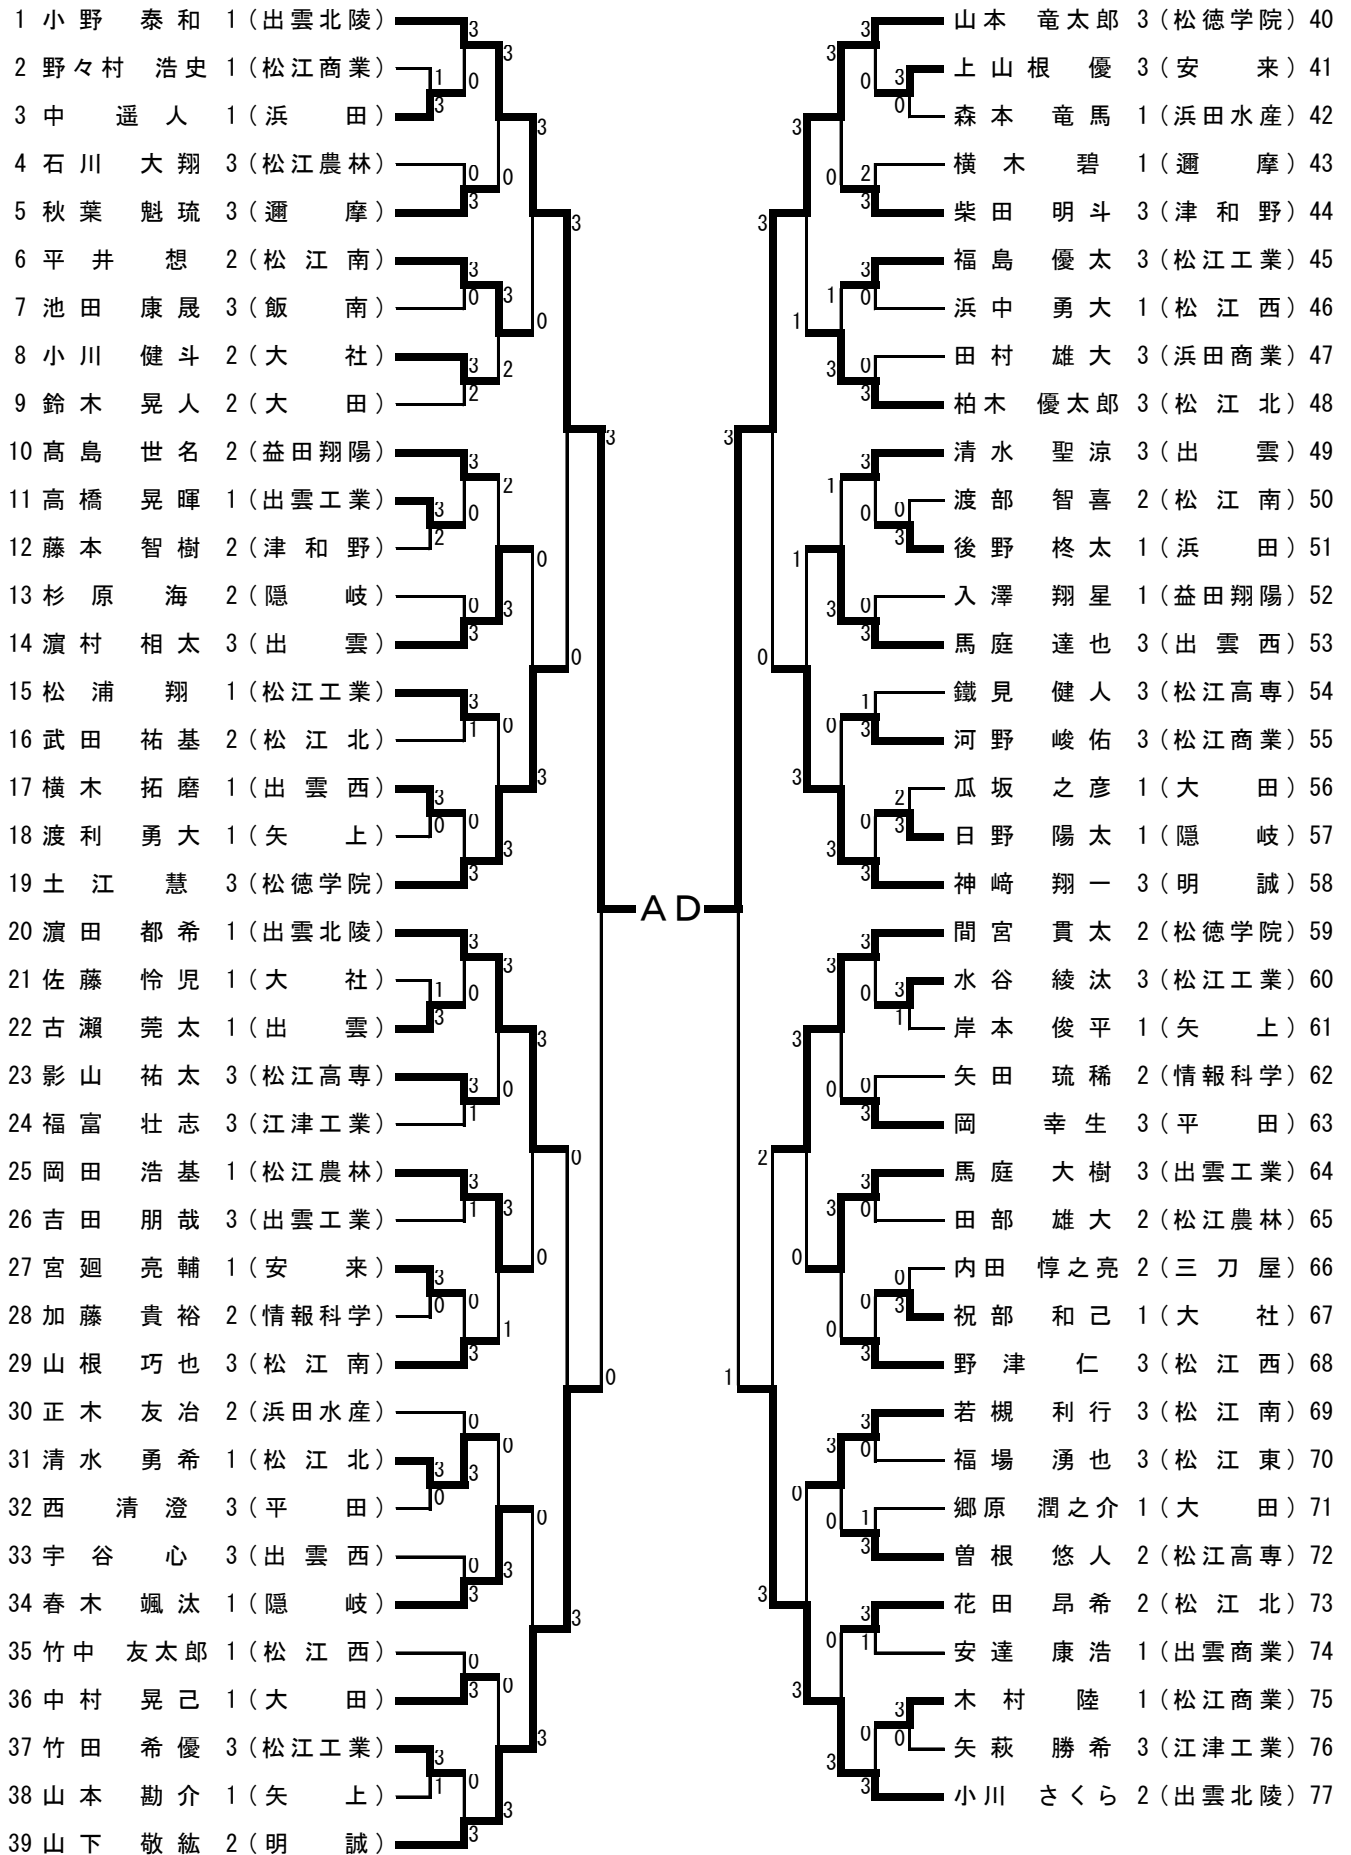 1 小野 泰和 1（出雲北陵）
2 野々村 浩史 1（松江商業）
3 中 遥人 1（浜田）
4 石川 大翔 3（松江農林）
5 秋葉 魁琉 3（邇摩）
6 平井 想 2（松江南）
7 池田 康晟 3（飯南）
8 小川 健斗 2（大社）
9 鈴木 晃人 2（大田）
10 髙島 世名 2（益田翔陽）
11 高橋 晃暉 1（出雲工業）
12 藤本 智樹 2（津和野）
13 杉原 海 2（隠岐）
14 濵村 相太 3（出雲）
15 松浦 翔 1（松江工業）
16 武田 祐基 2（松江北）
17 横木 拓磨 1（出雲西）
18 渡利 勇大 1（矢上）
19 土江 慧 3（松徳学院）
20 濵田 都希 1（出雲北陵）
21 佐藤 怜児 1（大社）
22 古瀬 莞太 1（出雲）
23 影山 祐太 3（松江高専）
24 福富 壮志 3（江津工業）
25 岡田 浩基 1（松江農林）
26 吉田 朋哉 3（出雲工業）
27 宮廻 亮輔 1（安来）
28 加藤 貴裕 2（情報科学）
29 山根 巧也 3（松江南）
30 正木 友冶 2（浜田水産）
31 清水 勇希 1（松江北）
32 西 清澄 3（平田）
33 宇谷 心 3（出雲西）
34 春木 颯汰 1（隠岐）
35 竹中 友太郎 1（松江西）
36 中村 晃己 1（大田）
37 竹田 希優 3（松江工業）
38 山本 勘介 1（矢上）
39 山下 敬紘 2（明誠）
AD
山本 竜太郎 3（松徳学院）40
上山根 優 3（安来）41
森本 竜馬 1（浜田水産）42
横木 碧 1（邇摩）43
柴田 明斗 3（津和野）44
福島 優太 3（松江工業）45
浜中 勇大 1（松江西）46
田村 雄大 3（浜田商業）47
柏木 優太郎 3（松江北）48
清水 聖涼 3（出雲）49
渡部 智喜 2（松江南）50
後野 柊太 1（浜田）51
入澤 翔星 1（益田翔陽）52
馬庭 達也 3（出雲西）53
鐵見 健人 3（松江高専）54
河野 峻佑 3（松江商業）55
瓜坂 之彦 1（大田）56
日野 陽太 1（隠岐）57
神﨑 翔一 3（明誠）58
間宮 貫太 2（松徳学院）59
水谷 綾汰 3（松江工業）60
岸本 俊平 1（矢上）61
矢田 琉稀 2（情報科学）62
岡 幸生 3（平田）63
馬庭 大樹 3（出雲工業）64
田部 雄大 2（松江農林）65
内田 惇之亮 2（三刀屋）66
祝部 和己 1（大社）67
野津 仁 3（松江西）68
若槻 利行 3（松江南）69
福場 湧也 3（松江東）70
郷原 潤之介 1（大田）71
曽根 悠人 2（松江高専）72
花田 昂希 2（松江北）73
安達 康浩 1（出雲商業）74
木村 陸 1（松江商業）75
矢萩 勝希 3（江津工業）76
小川 さくら 2（出雲北陵）77